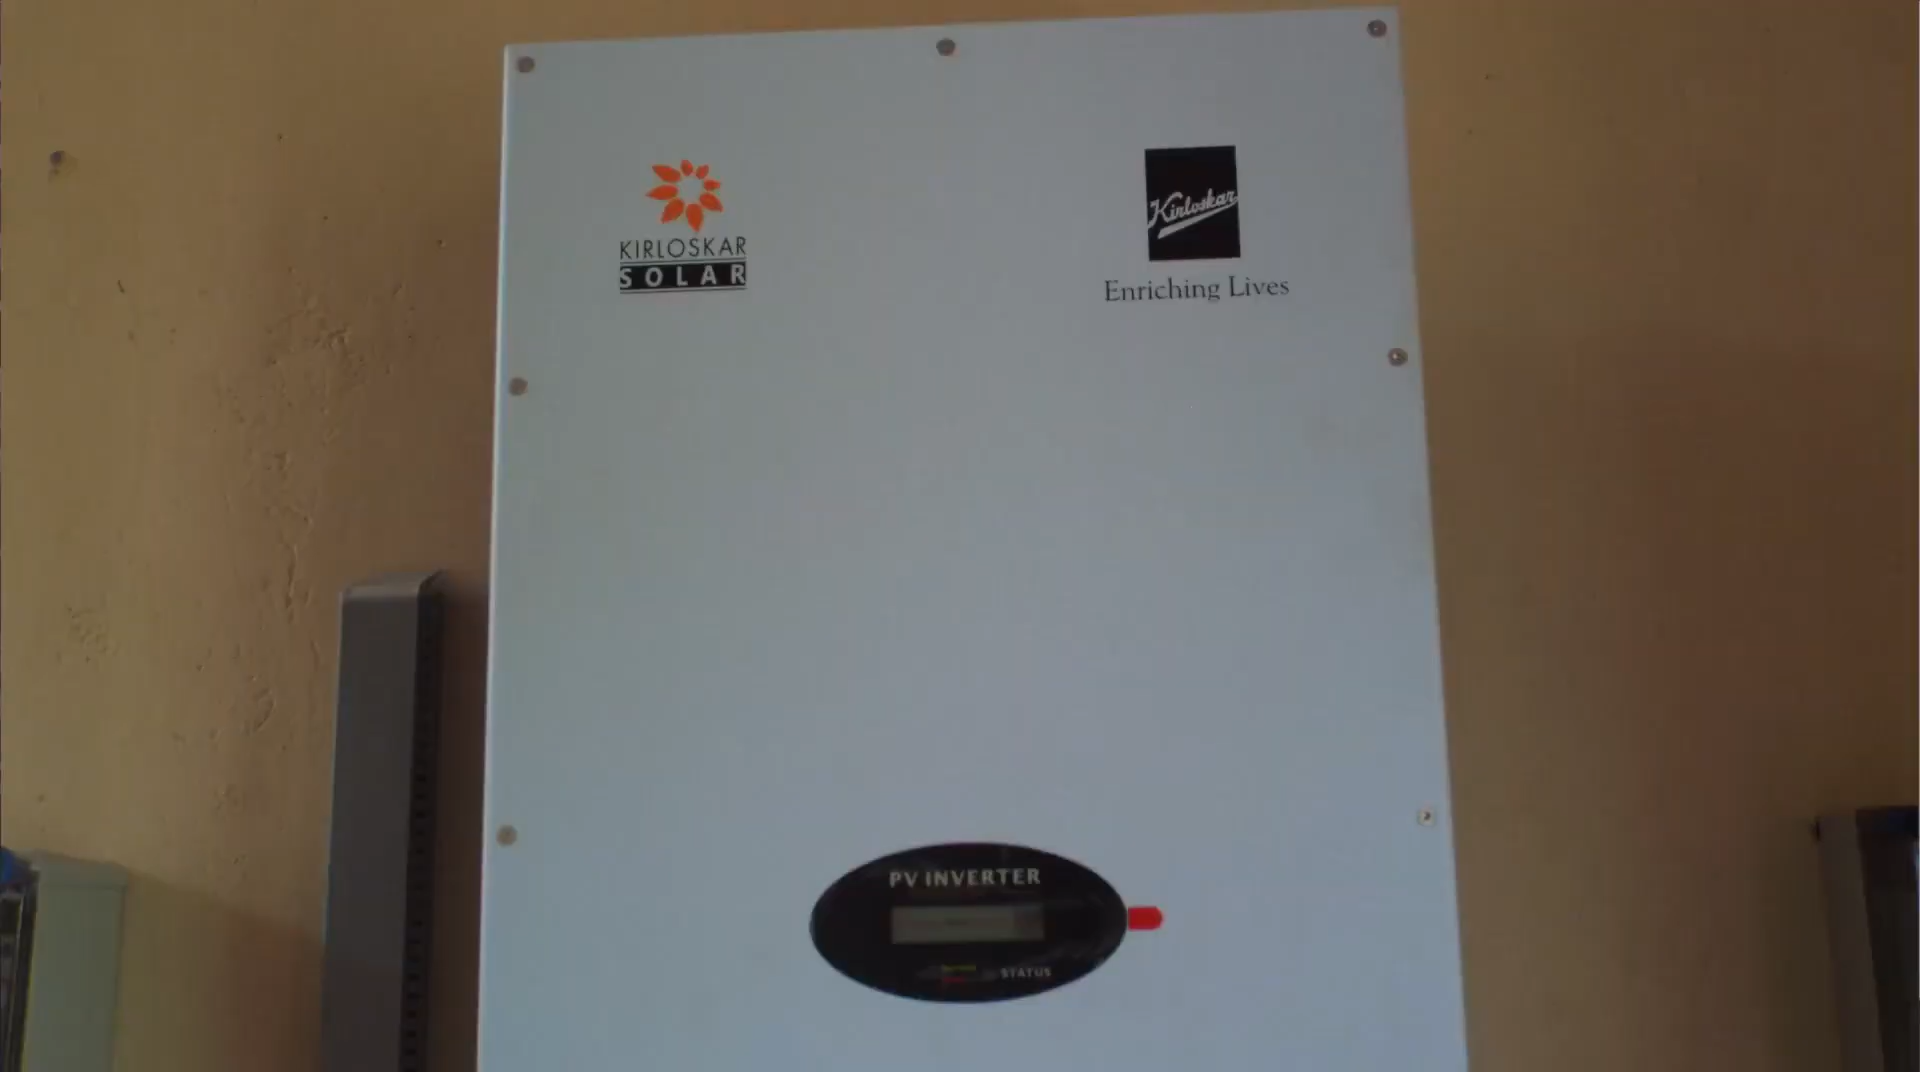 KIRLOSKAR
SOLAR
Kirloskar
Enriching Lives
PV INVERTER
STATUS